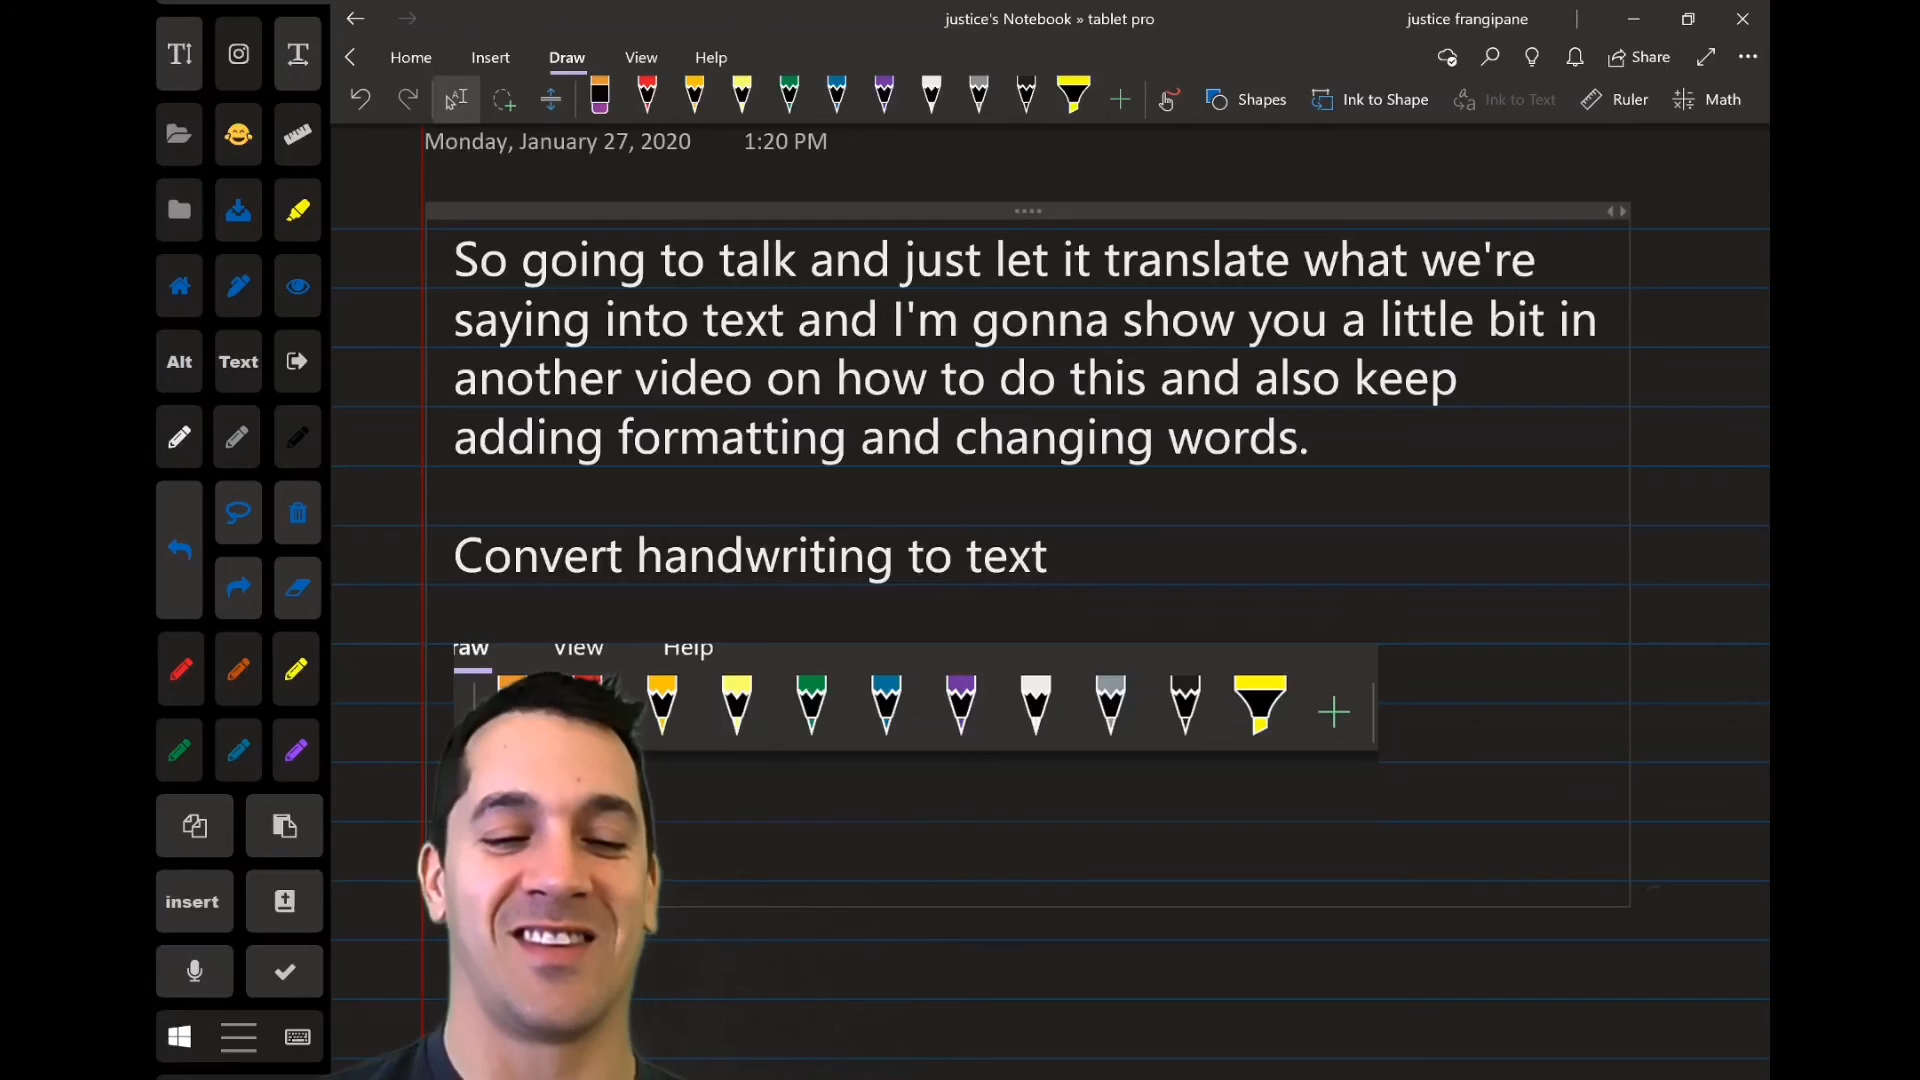 justice's Notebook » tablet pro
justice frangipane
Home Insert Draw View Help
Share
Shapes Ink to Shape Ink to Text Ruler Math
Monday, January 27, 2020 1:20 PM
So going to talk and just let it translate what we're
saying into text and I'm gonna show you a little bit in
another video on how to do this and also keep
adding formatting and changing words.
Convert handwriting to text
raw View Help
Alt Text
insert